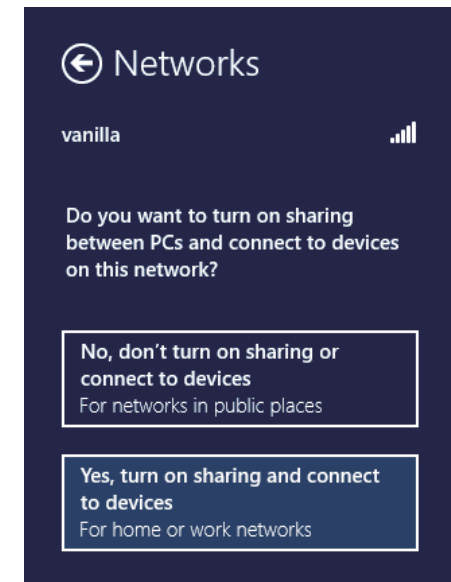 Networks
vanilla
Do you want to turn on sharing
between PCs and connect to devices
on this network?
No, don't turn on sharing or
connect to devices
For networks in public places
Yes, turn on sharing and connect
to devices
For home or work networks